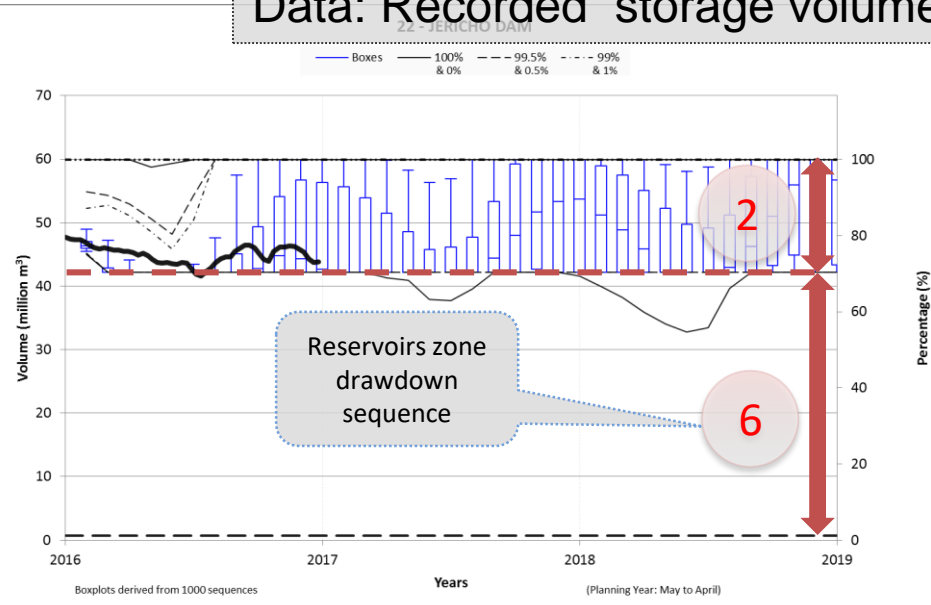 Data: Recorded storage volume
22 - JERICHO DAM
Boxes 100% & 0% 99.5% & 0.5% 99% & 1%
70
60
50
40
30
20
10
0
Volume (million m³)
100
80
60
40
20
0
Percentage (%)
2
Reservoirs zone
drawdown
sequence
6
2016 2017 2018 2019
Years
Boxplots derived from 1000 sequences
(Planning Year: May to April)